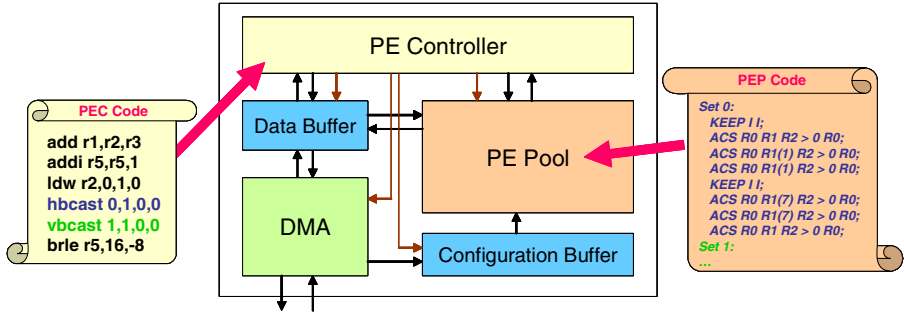 PE Controller
PEC Code
add r1,r2,r3
addi r5,r5,1
ldw r2,0,1,0
hbcast 0,1,0,0
vbcast 1,1,0,0
brle r5,16,-8
Data Buffer
PE Pool
DMA
Configuration Buffer
PEP Code
Set 0:
KEEP I I;
ACS R0 R1 R2 > 0 R0;
ACS R0 R1(1) R2 > 0 R0;
ACS R0 R1(1) R2 > 0 R0;
KEEP I I;
ACS R0 R1(7) R2 > 0 R0;
ACS R0 R1(7) R2 > 0 R0;
ACS R0 R1 R2 > 0 R0;
Set 1:
...